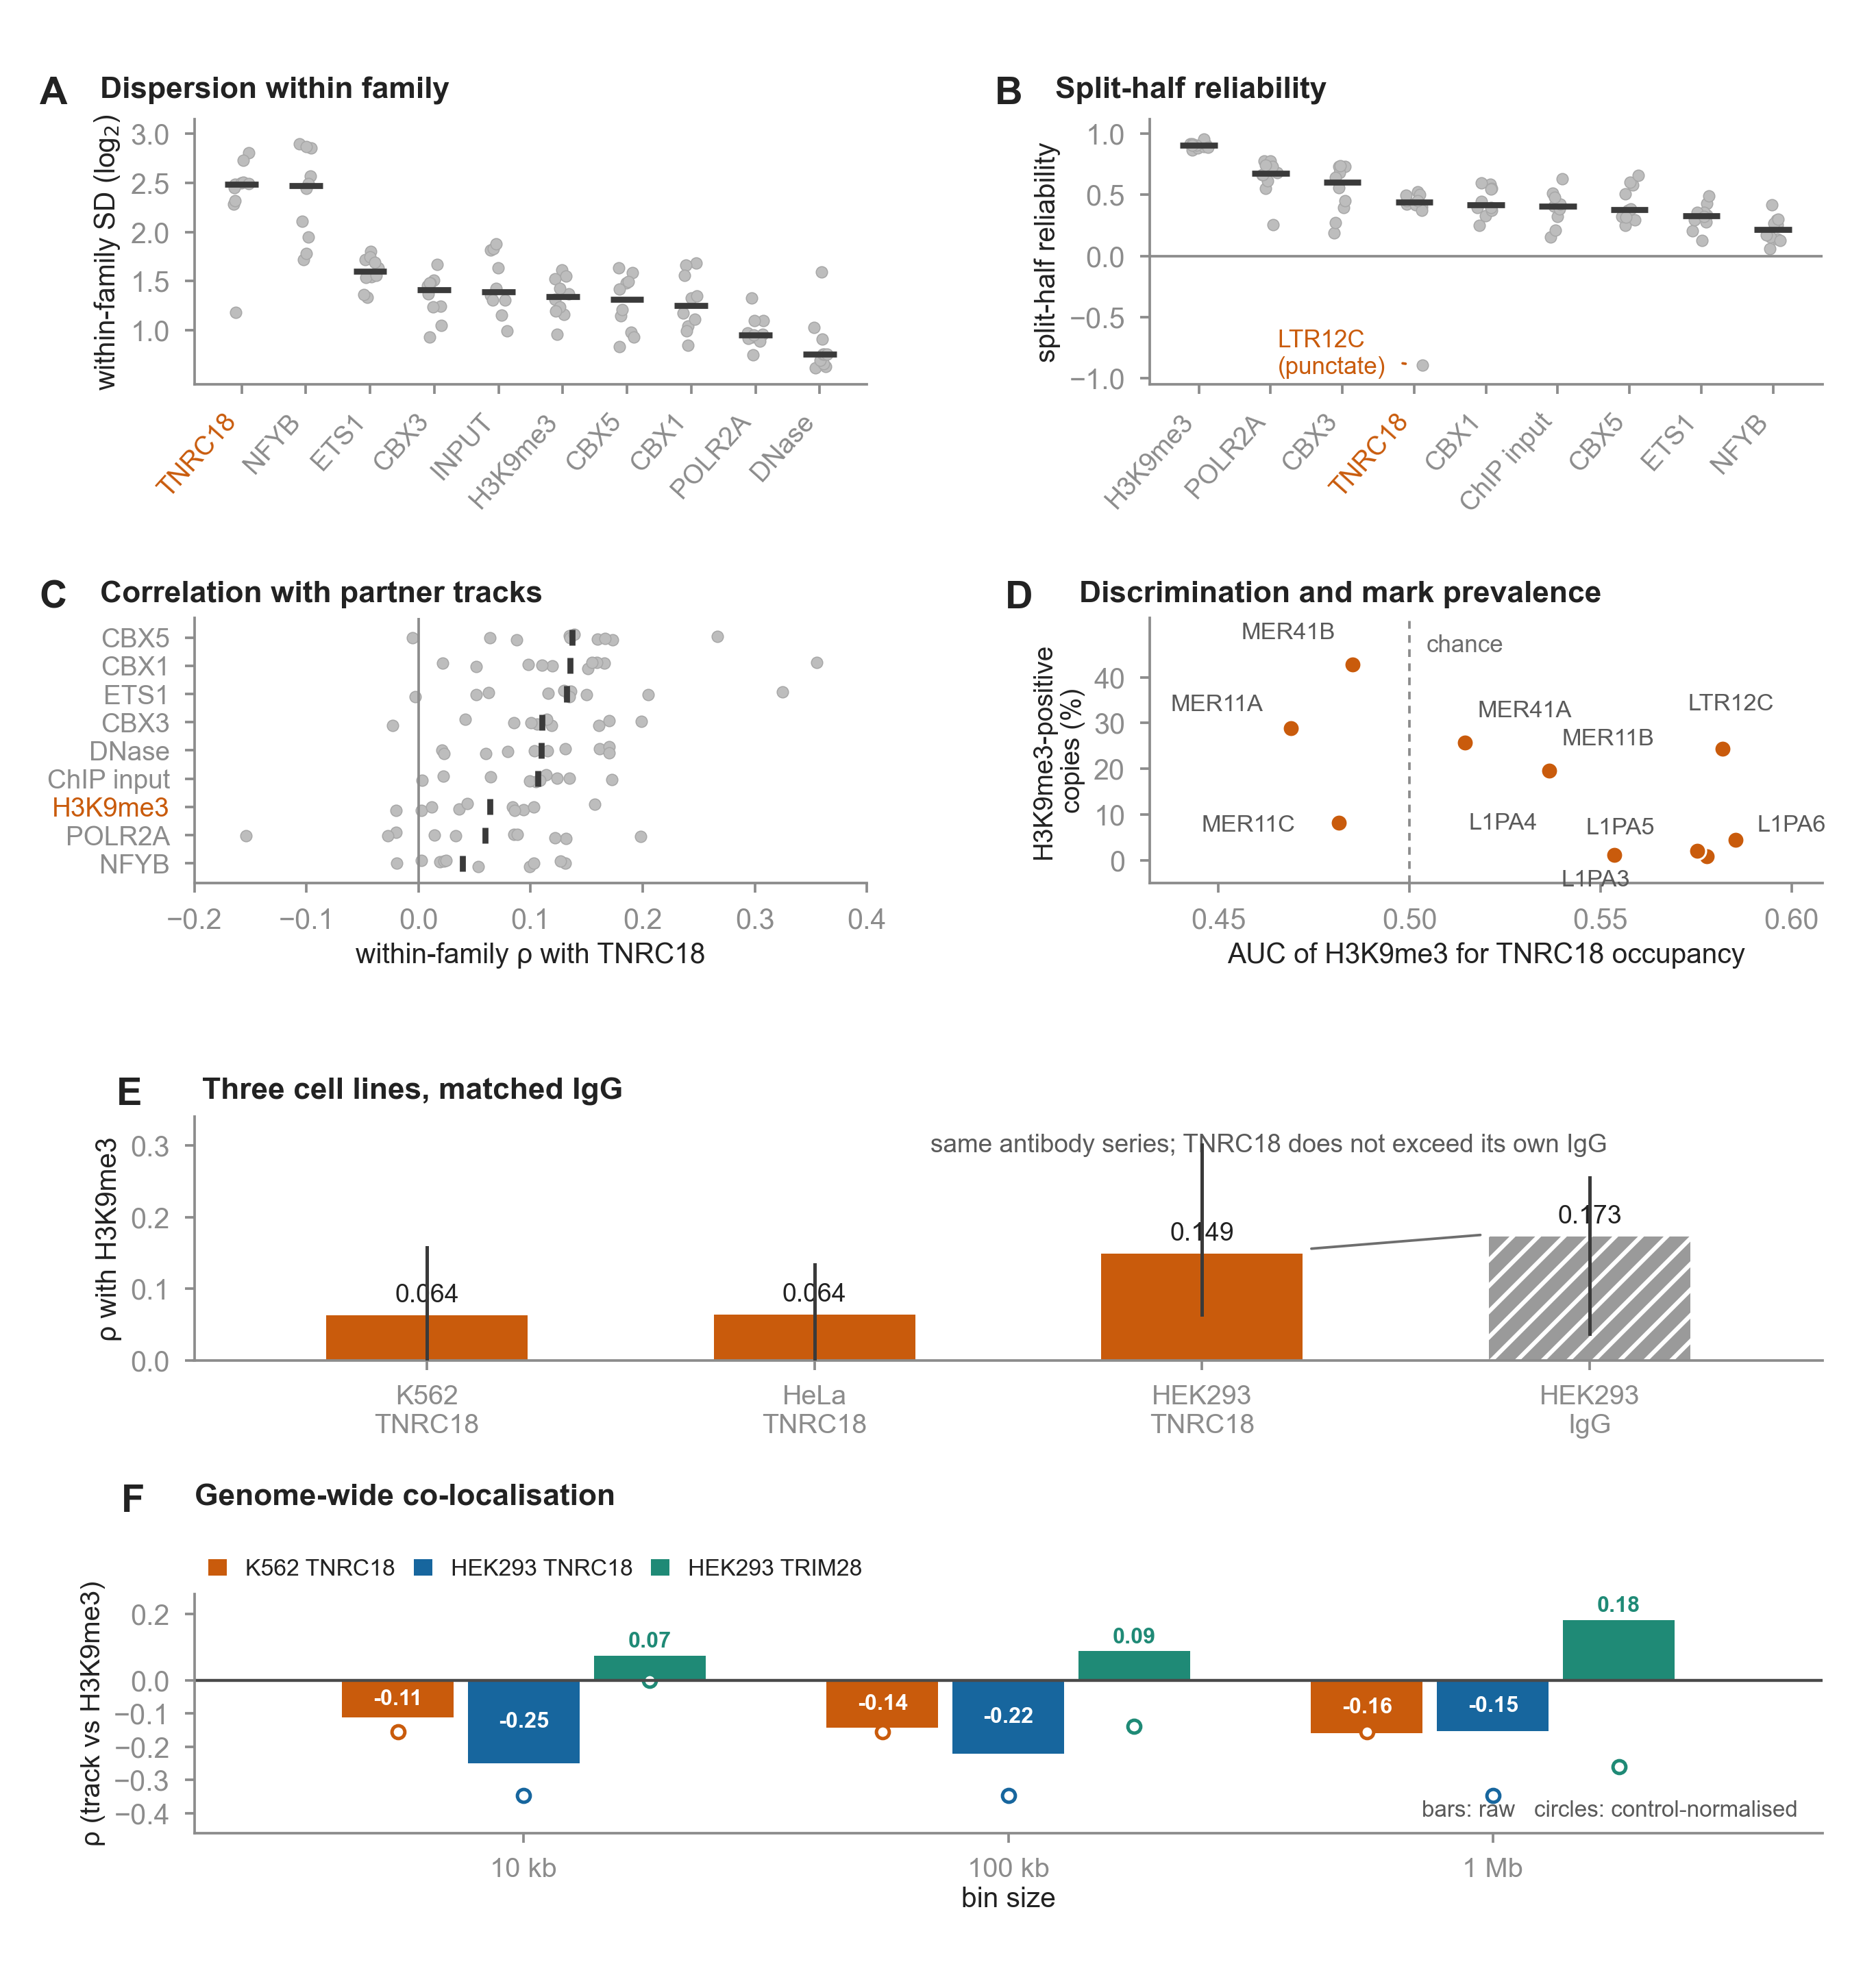 A Dispersion within family
within-family SD (log₂)
3.0
2.5
2.0
1.5
1.0
TNRC18
NFYB
ETS1
CBX3
INPUT
H3K9me3
CBX5
CBX1
POLR2A
DNase
B Split-half reliability
split-half reliability
1.0
0.5
0.0
−0.5
−1.0
LTR12C
(punctate)
H3K9me3
POLR2A
CBX3
TNRC18
CBX1
ChIP input
CBX5
ETS1
NFYB
C Correlation with partner tracks
CBX5
CBX1
ETS1
CBX3
DNase
ChIP input
H3K9me3
POLR2A
NFYB
−0.2 −0.1 0.0 0.1 0.2 0.3 0.4
within-family ρ with TNRC18
D Discrimination and mark prevalence
H3K9me3-positive
copies (%)
40
30
20
10
0
MER41B
chance
MER11A
MER41A
LTR12C
MER11B
MER11C
L1PA4
L1PA5
L1PA6
L1PA3
0.45 0.50 0.55 0.60
AUC of H3K9me3 for TNRC18 occupancy
E Three cell lines, matched IgG
ρ with H3K9me3
0.3
0.2
0.1
0.0
same antibody series; TNRC18 does not exceed its own IgG
0.064
0.064
0.149
0.173
K562
TNRC18
HeLa
TNRC18
HEK293
TNRC18
HEK293
IgG
F Genome-wide co-localisation
K562 TNRC18 HEK293 TNRC18 HEK293 TRIM28
ρ (track vs H3K9me3)
0.2
0.0
−0.1
−0.2
−0.3
−0.4
-0.11
-0.25
0.07
-0.14
-0.22
0.09
-0.16
-0.15
0.18
bars: raw circles: control-normalised
10 kb 100 kb 1 Mb
bin size